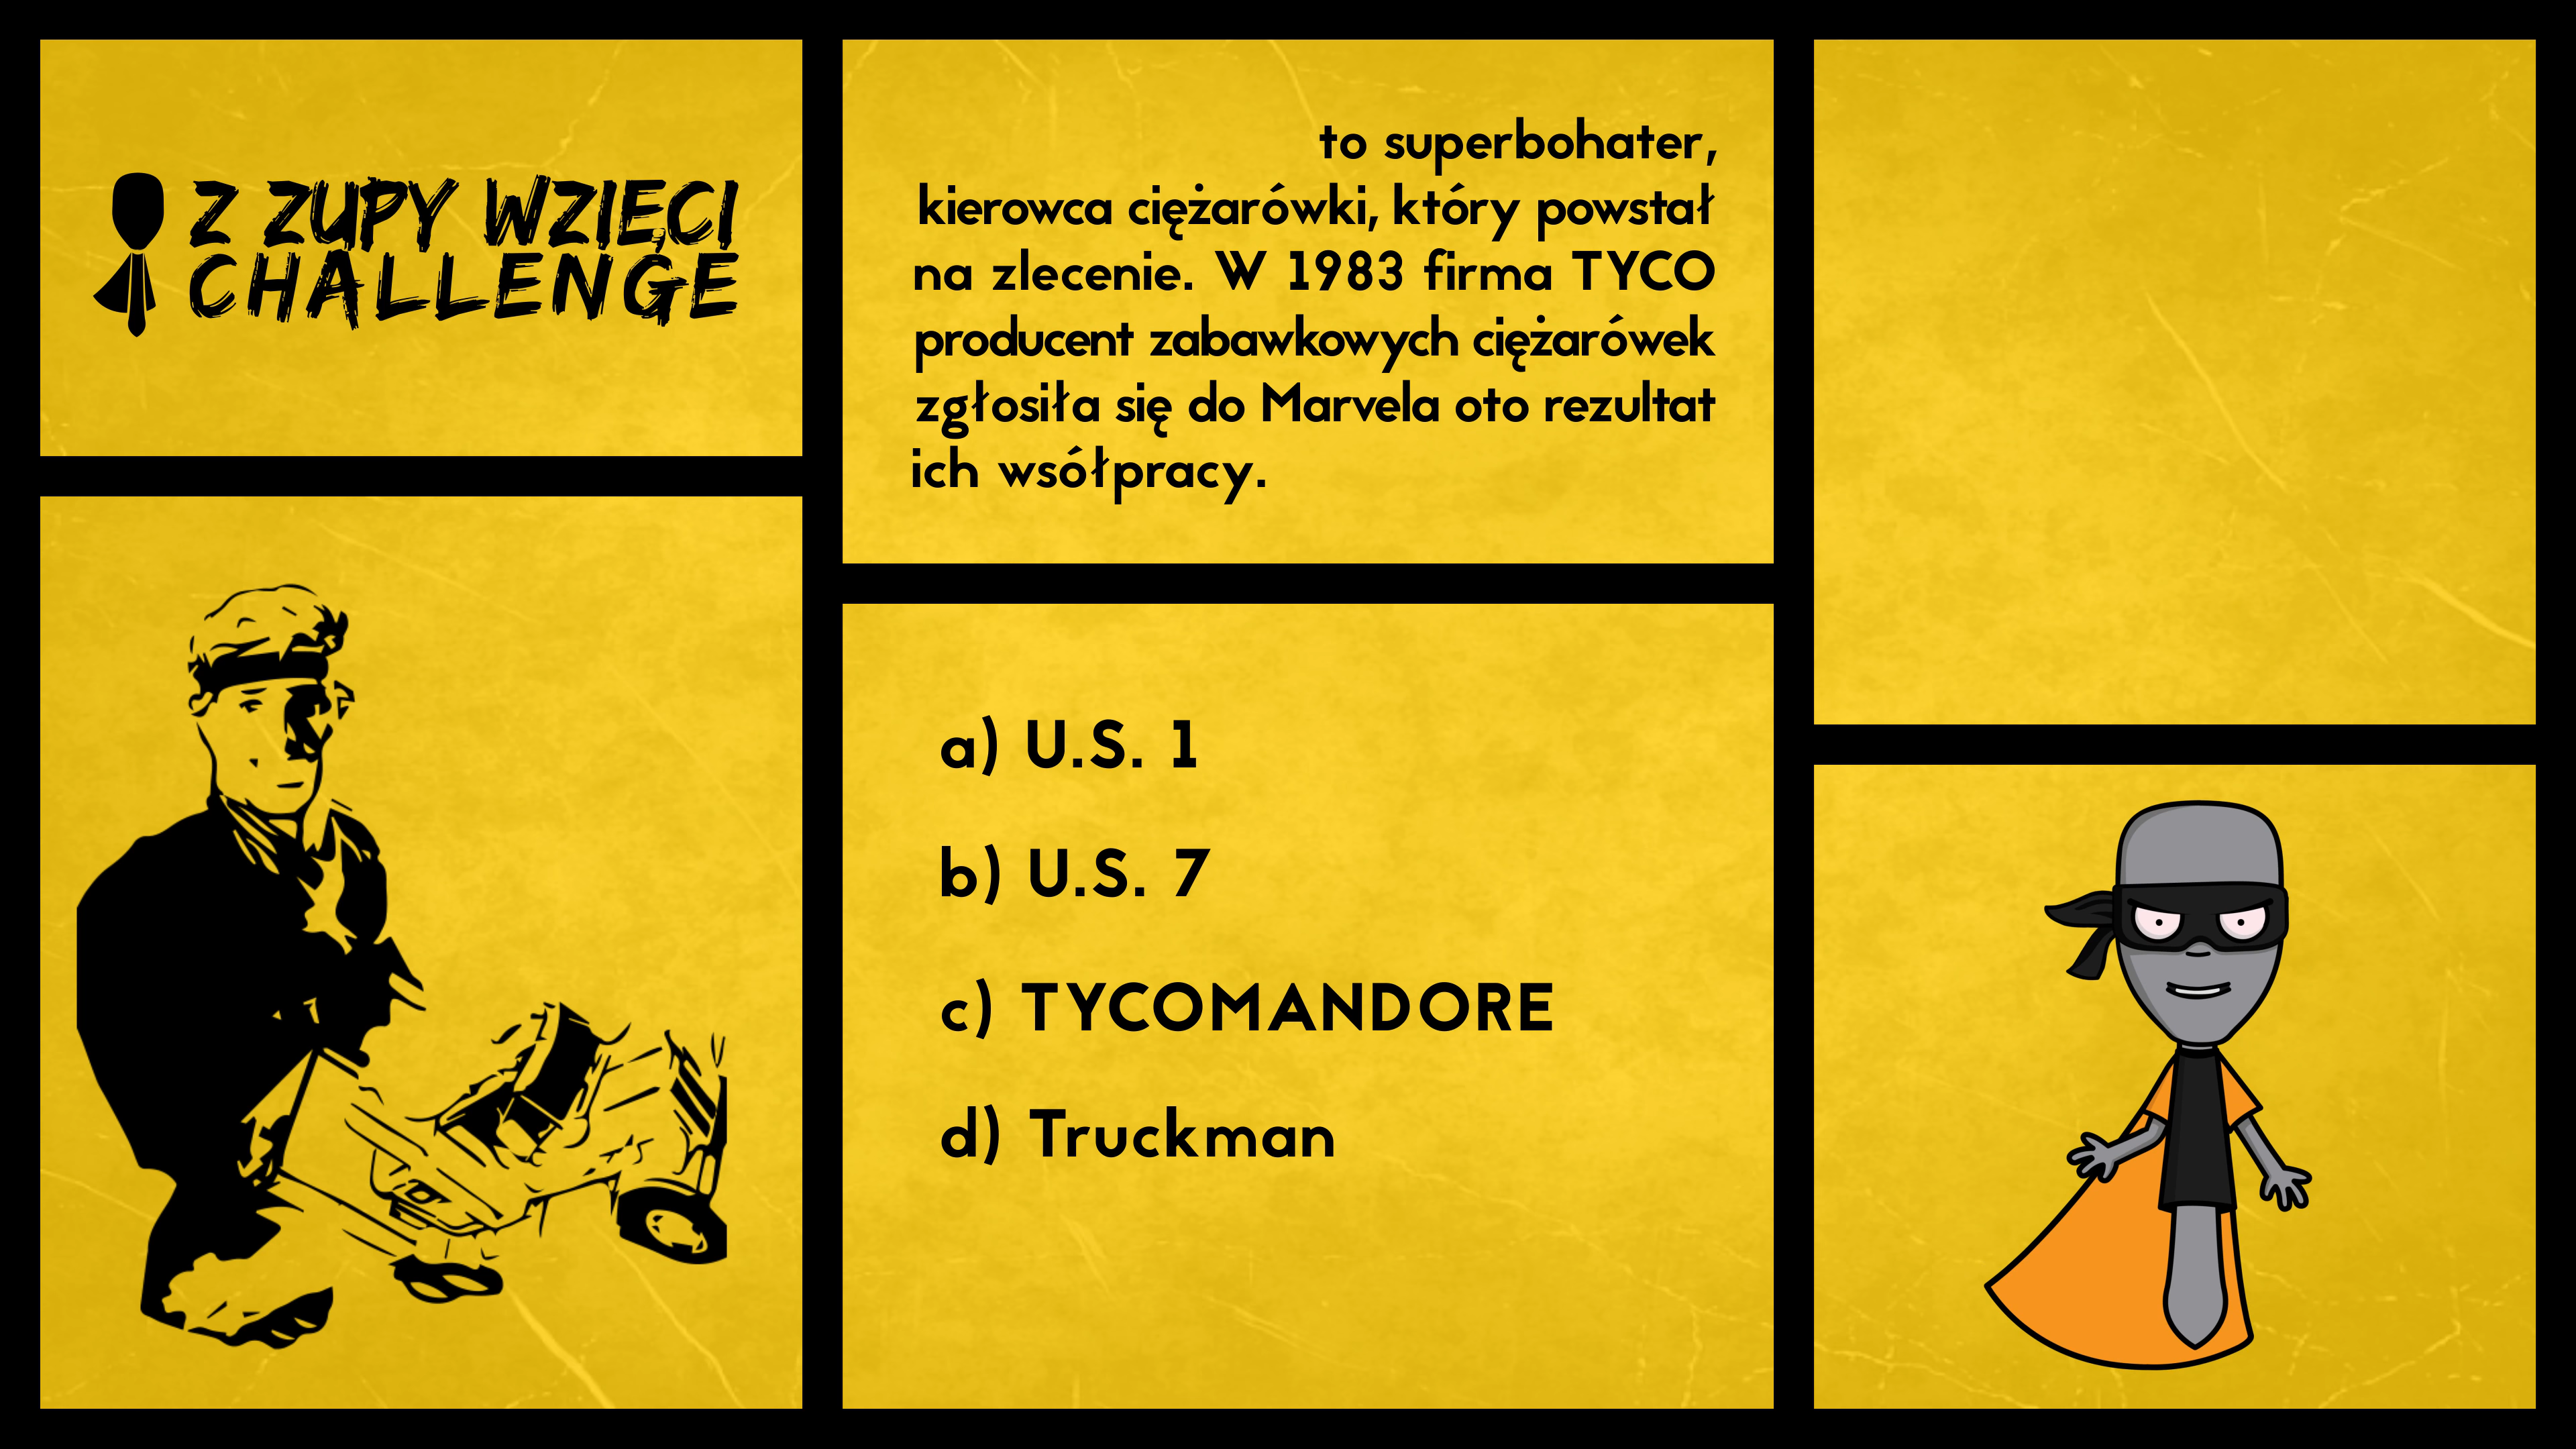 Z ZUPY WZIĘCI
CHALLENGE
to superbohater,
kierowca ciężarówki, który powstał
na zlecenie. W 1983 firma TYCO
producent zabawkowych ciężarówek
zgłosiła się do Marvela oto rezultat
ich wsółpracy.
a) U.S. 1
b) U.S. 7
c) TYCOMANDORE
d) Truckman